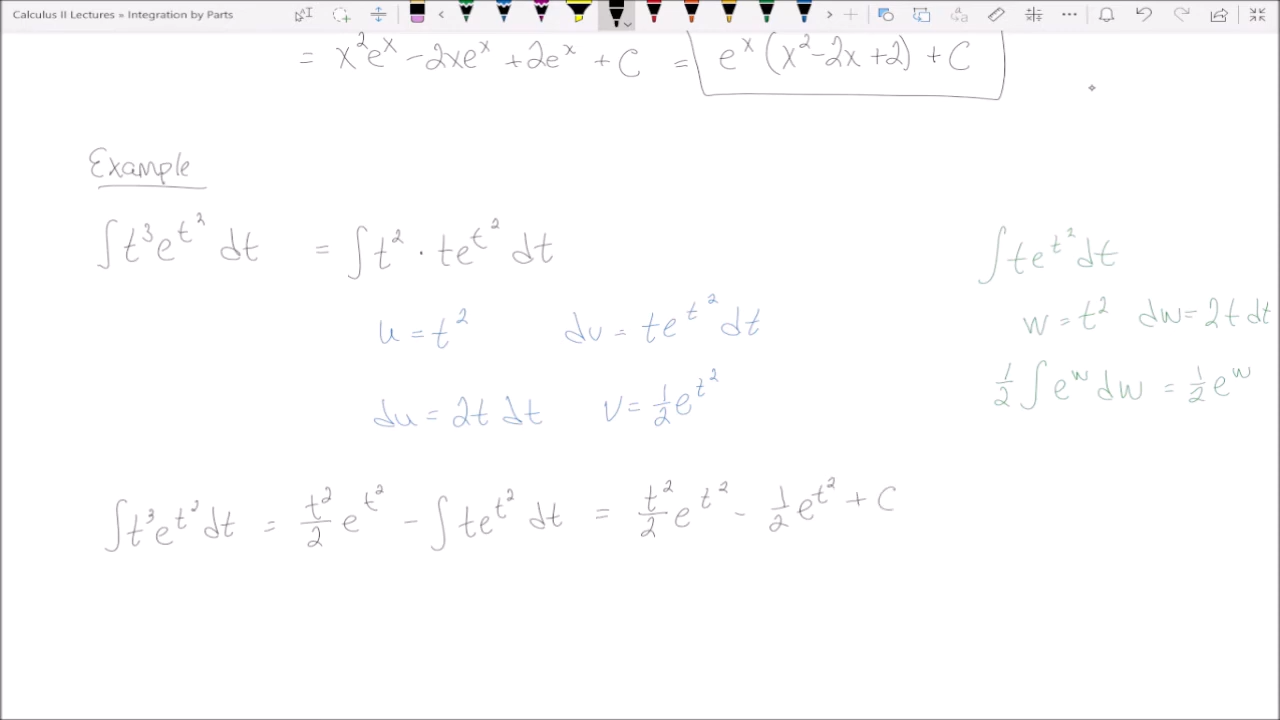 Calculus II Lectures » Integration by Parts
= x²eˣ - 2xeˣ + 2eˣ + C = eˣ (x² - 2x + 2) + C
Example
∫t³e^{t²} dt = ∫t² · te^{t²} dt
u = t² dv = te^{t²} dt
du = 2t dt v = ½e^{t²}
∫te^{t²} dt
w = t² dw = 2t dt
½ ∫e^w dw = ½ e^w
∫t³e^{t²} dt = t²/2 e^{t²} - ∫te^{t²} dt = t²/2 e^{t²} - ½e^{t²} + C